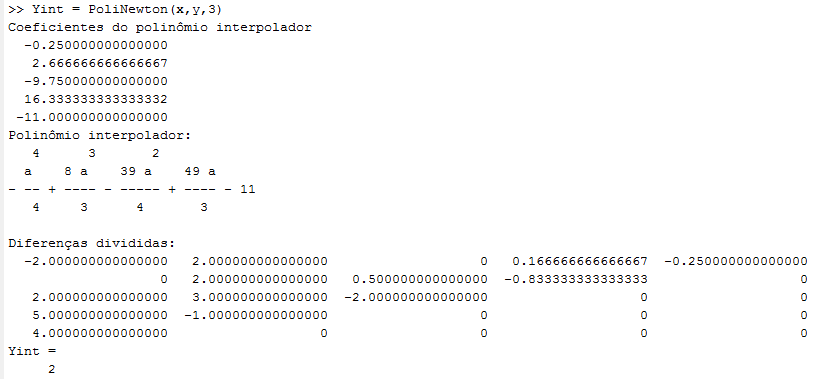 >> Yint = PoliNewton(x,y,3)
Coeficientes do polinômio interpolador
-0.250000000000000
2.666666666666667
-9.750000000000000
16.333333333333332
-11.000000000000000
Polinômio interpolador:
4 3 2
a 8 a 39 a 49 a
- -- + ---- - ----- + ---- - 11
4 3 4 3
Diferenças divididas:
-2.000000000000000 2.000000000000000 0 0.166666666666667 -0.250000000000000
0 2.000000000000000 0.500000000000000 -0.833333333333333 0
2.000000000000000 3.000000000000000 -2.000000000000000 0 0
5.000000000000000 -1.000000000000000 0 0 0
4.000000000000000 0 0 0 0
Yint =
2